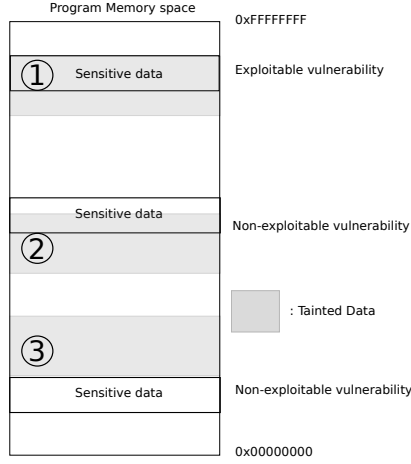 Program Memory space
0xFFFFFFFF
① Sensitive data
Exploitable vulnerability
Sensitive data
Non-exploitable vulnerability
②
: Tainted Data
③
Sensitive data
Non-exploitable vulnerability
0x00000000